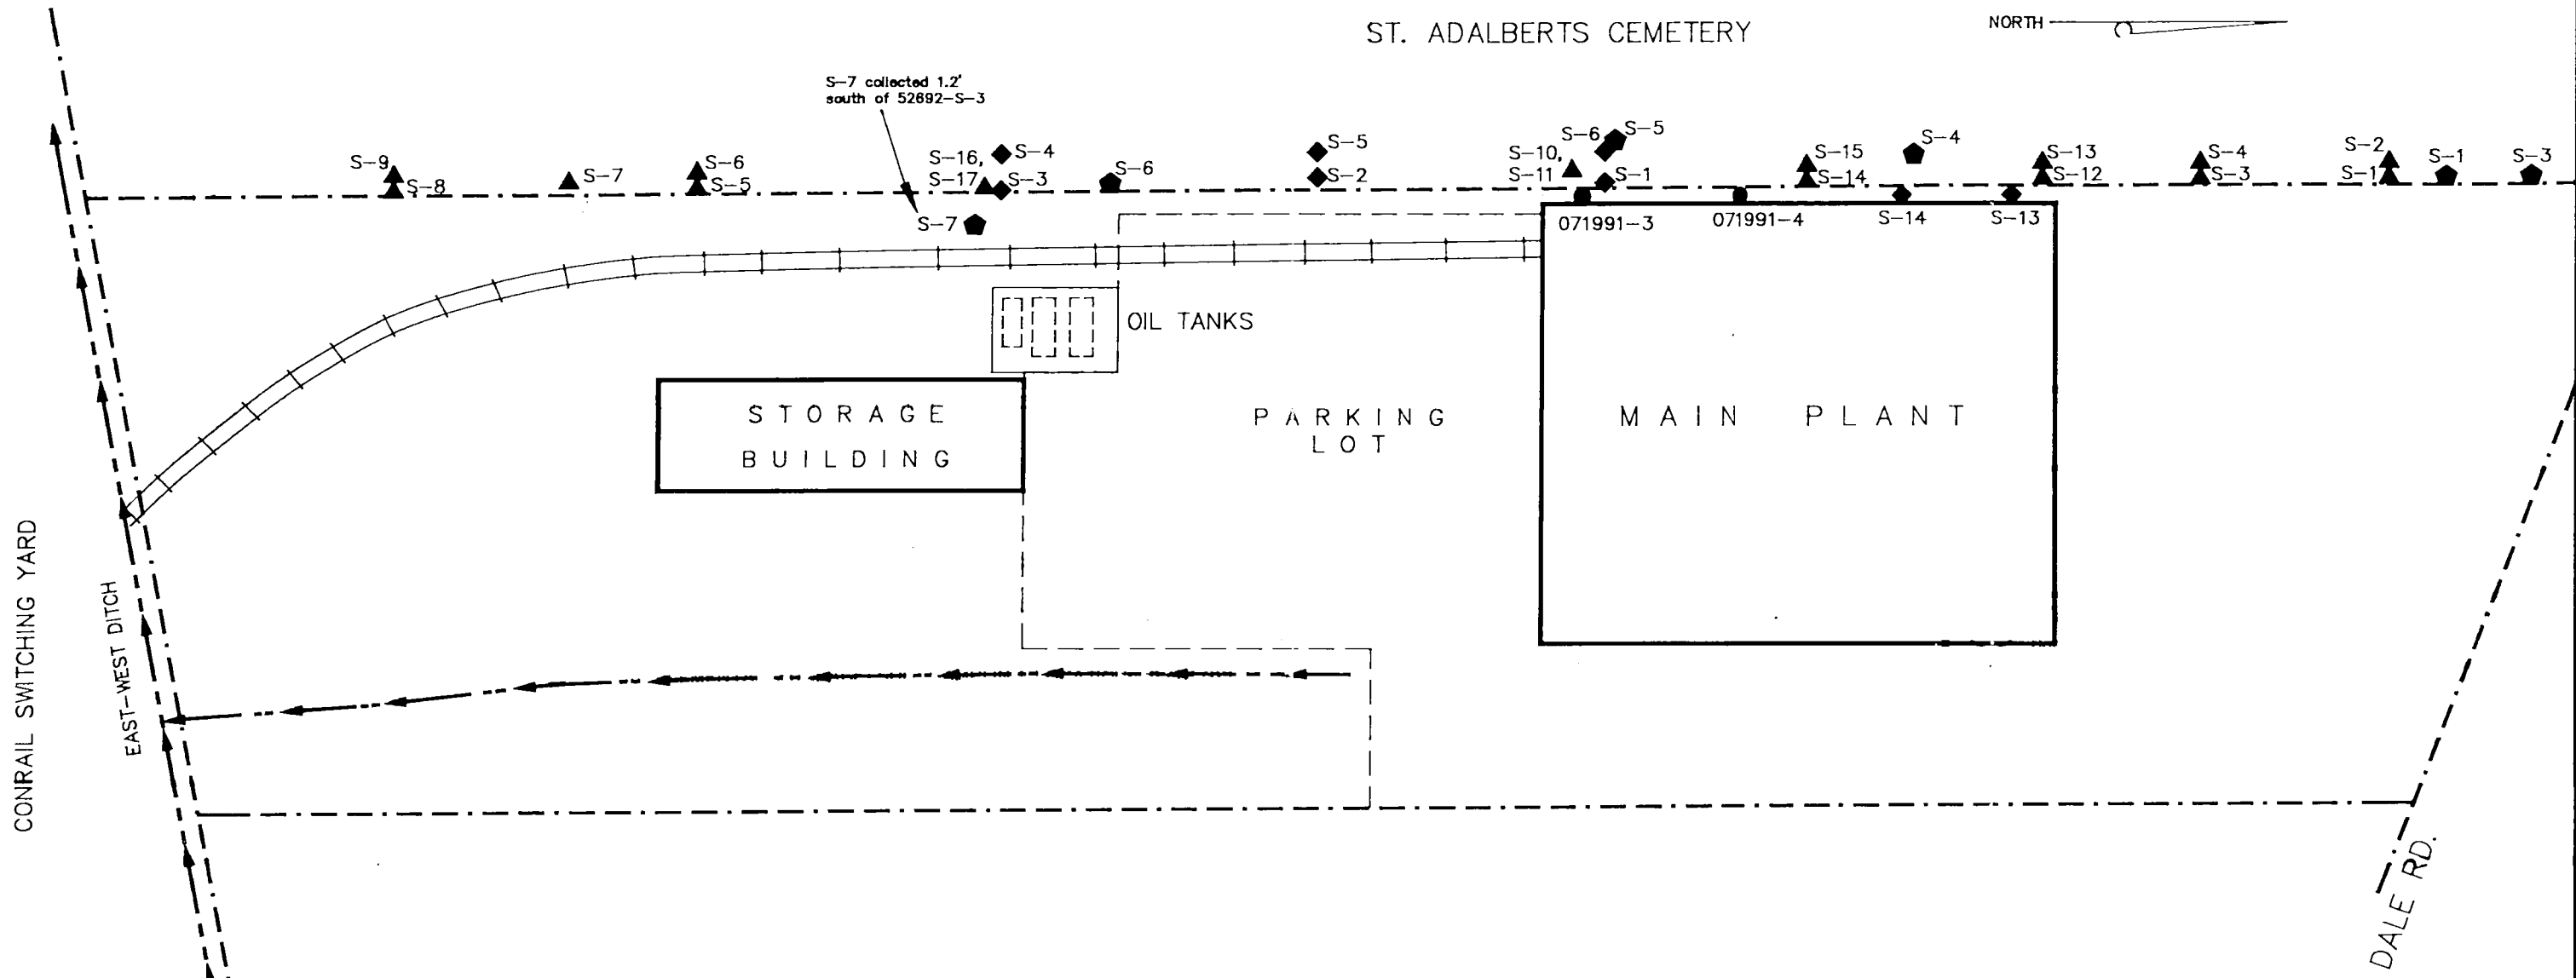 ST. ADALBERTS CEMETERY
NORTH
S-7 collected 1.2'
south of 52692-S-3
S-9
S-8
S-7
S-6
S-5
S-16,
S-17
S-4
S-3
S-7
S-6
S-5
S-2
S-10,
S-11
S-6
S-5
S-1
S-15
S-14
S-4
S-13
S-12
S-4
S-3
S-2
S-1
S-1
S-3
071991-3
071991-4
S-14
S-13
OIL TANKS
STORAGE
BUILDING
PARKING
LOT
MAIN PLANT
CONRAIL SWITCHING YARD
EAST-WEST DITCH
DALE RD.